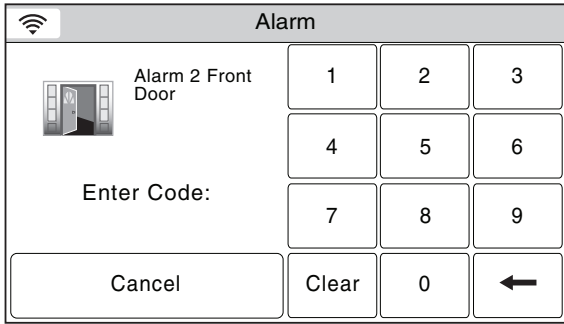 Alarm
Alarm 2 Front
Door
1 2 3
4 5 6
Enter Code:
7 8 9
Cancel Clear 0